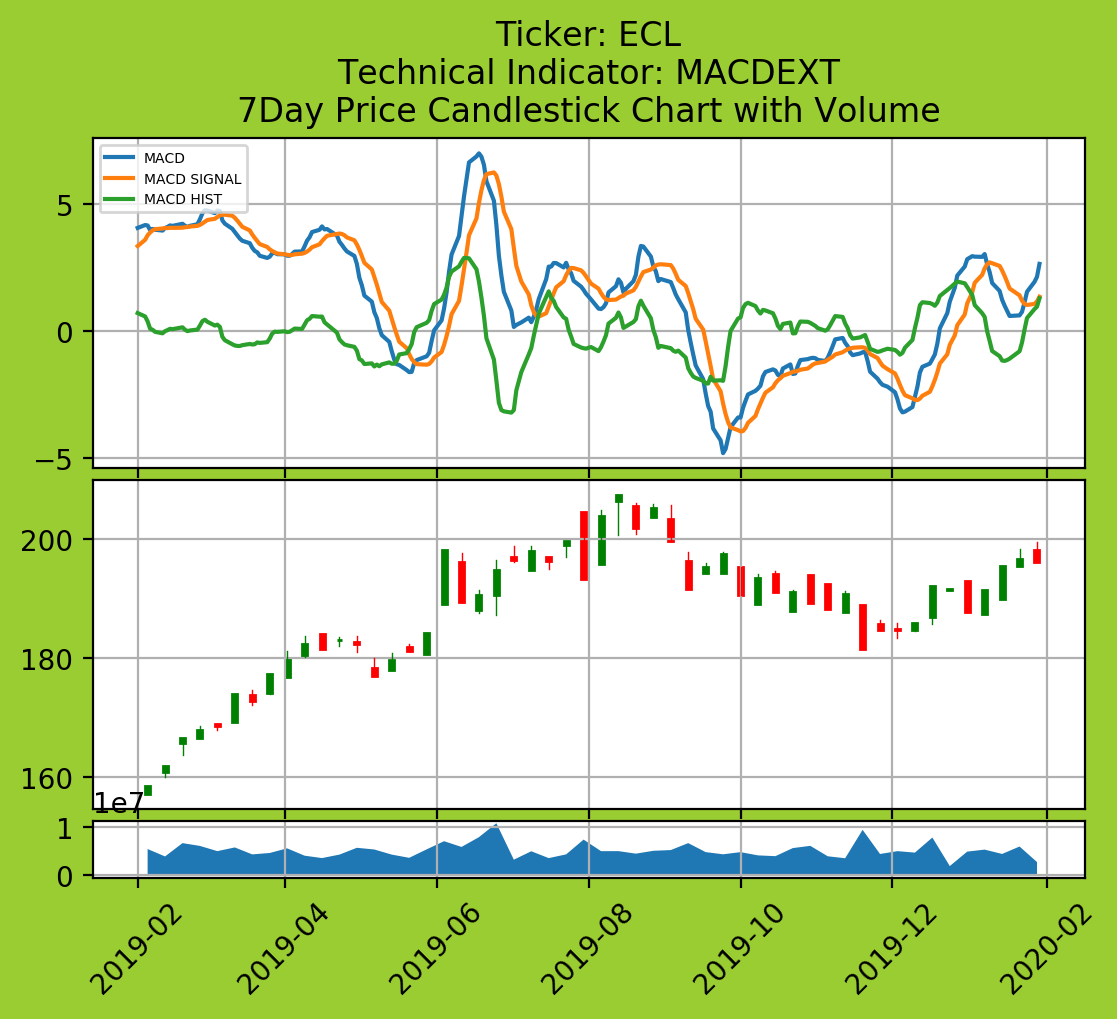 Ticker: ECL
Technical Indicator: MACDEXT
7Day Price Candlestick Chart with Volume
MACD
MACD SIGNAL
MACD HIST
5
0
−5
200
180
160
1e7
1
0
2019-02
2019-04
2019-06
2019-08
2019-10
2019-12
2020-02